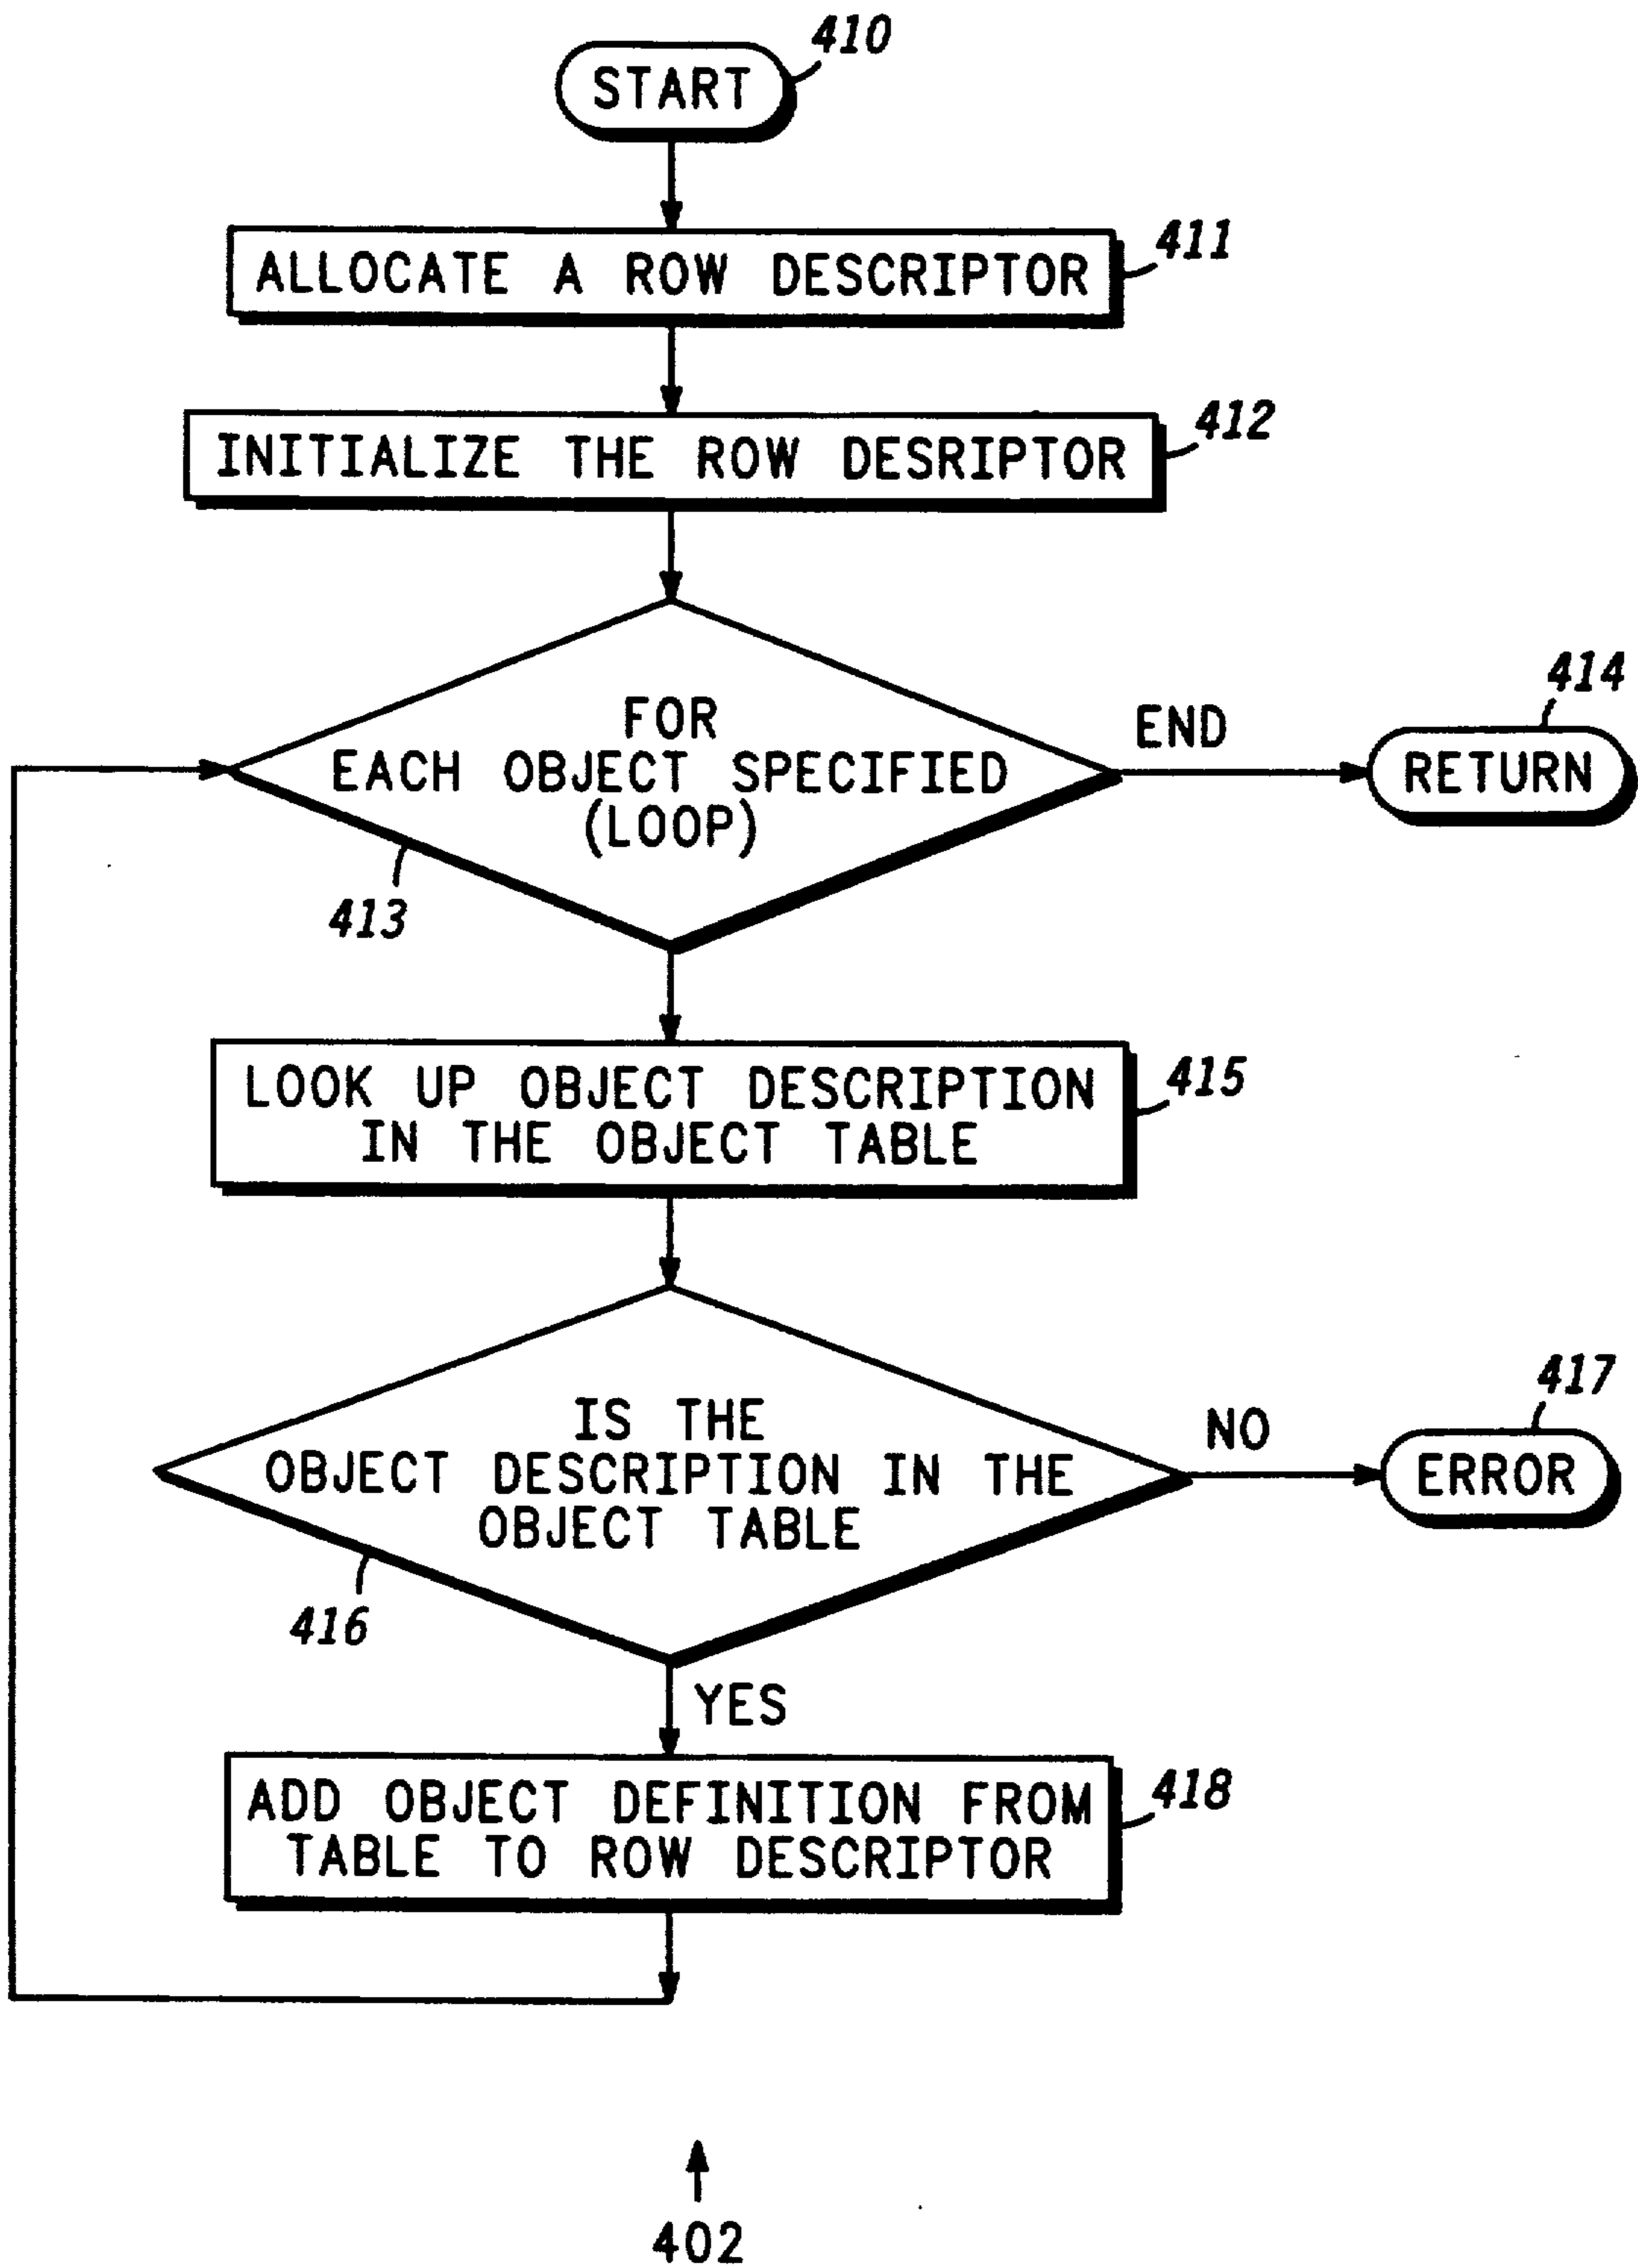 410
START
411
ALLOCATE A ROW DESCRIPTOR
412
INITIALIZE THE ROW DESRIPTOR
FOR
EACH OBJECT SPECIFIED
(LOOP)
413
END
414
RETURN
415
LOOK UP OBJECT DESCRIPTION
IN THE OBJECT TABLE
IS THE
OBJECT DESCRIPTION IN THE
OBJECT TABLE
416
NO
417
ERROR
YES
418
ADD OBJECT DEFINITION FROM
TABLE TO ROW DESCRIPTOR
402